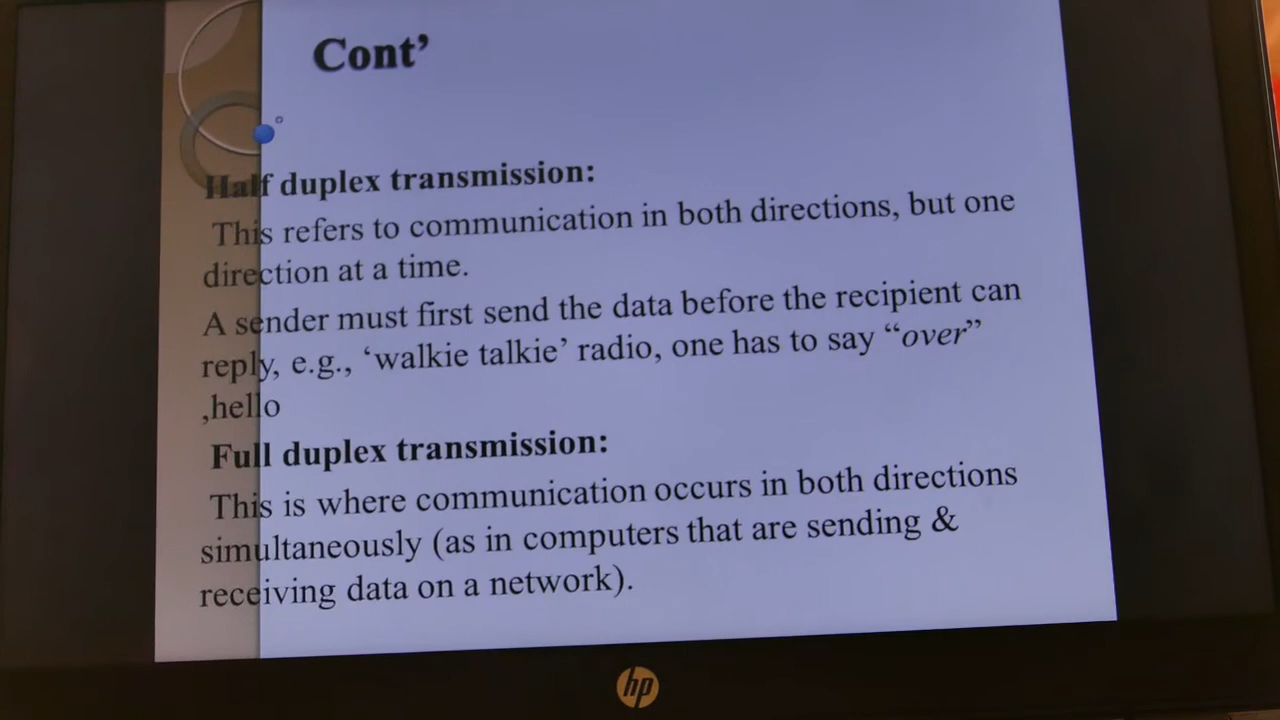 Cont’
Half duplex transmission:
This refers to communication in both directions, but one
direction at a time.
A sender must first send the data before the recipient can
reply, e.g., ‘walkie talkie’ radio, one has to say “over”
,hello
Full duplex transmission:
This is where communication occurs in both directions
simultaneously (as in computers that are sending &
receiving data on a network).
hp